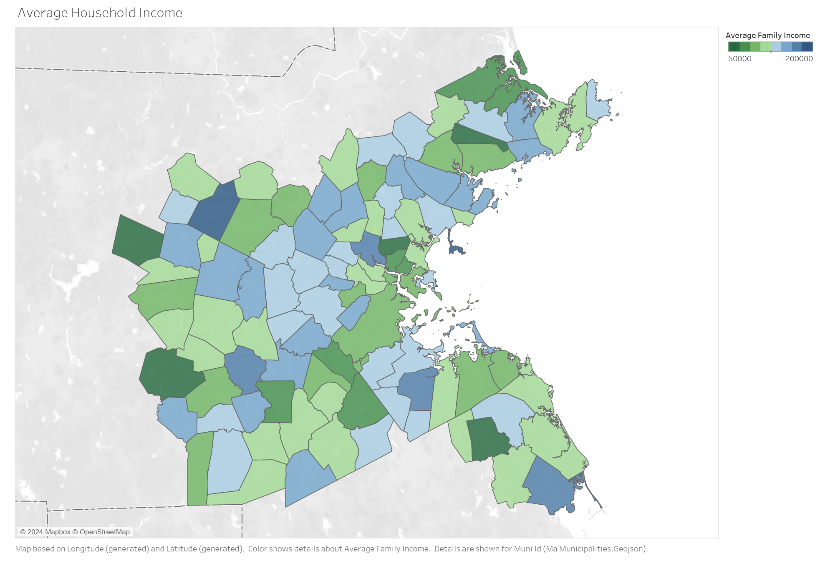 Average Household Income
Average Family Income
50000 200000
© 2024 Mapbox © OpenStreetMap
Map based on Longitude (generated) and Latitude (generated). Color shows details about Average Family Income. Details are shown for Muni Id (Ma Municipalities.Geojson).